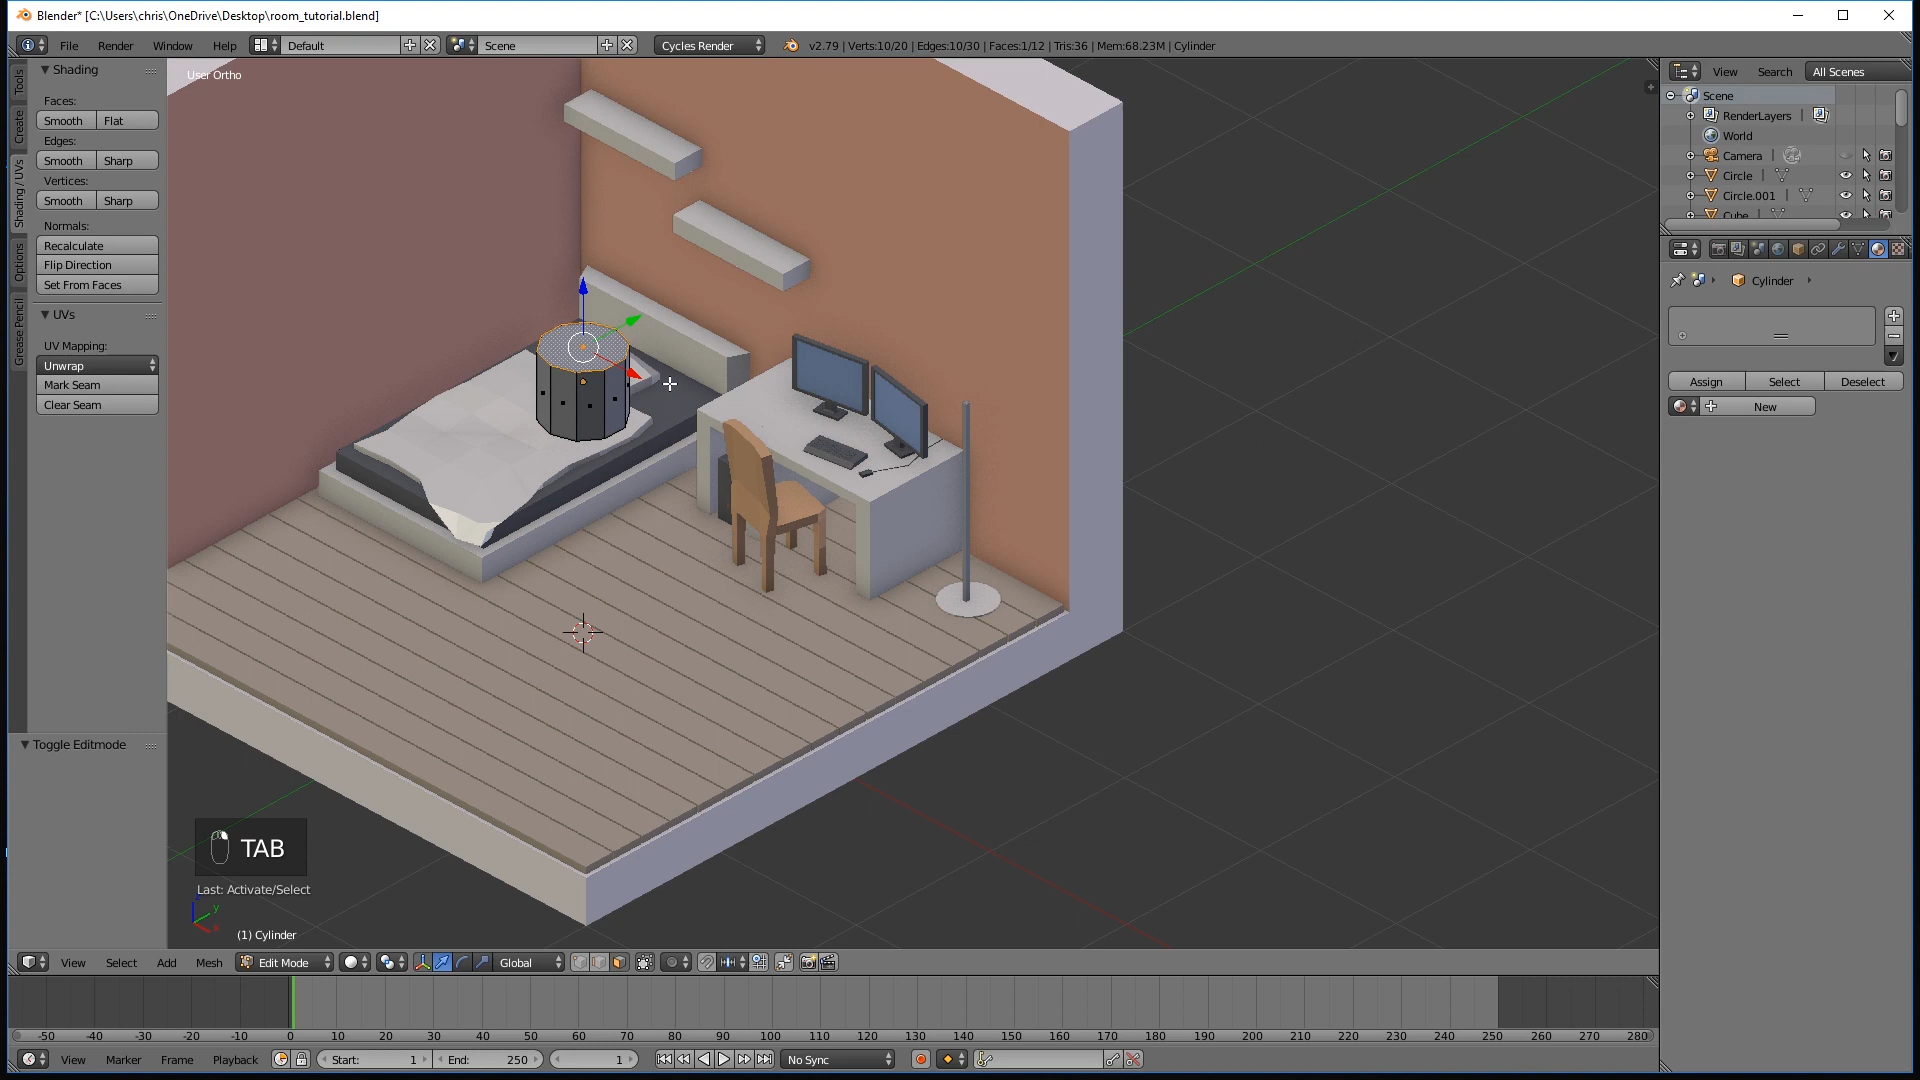 Blender* [C:\Users\chris\OneDrive\Desktop\room_tutorial.blend]
File Render Window Help Default Scene Cycles Render v2.79 | Verts:10/20 | Edges:10/30 | Faces:1/12 | Tris:36 | Mem:68.23M | Cylinder
Tools
Create
Shading / UVs
Options
Grease Pencil
Shading
Faces:
Smooth Flat
Edges:
Smooth Sharp
Vertices:
Smooth Sharp
Normals:
Recalculate
Flip Direction
Set From Faces
UVs
UV Mapping:
Unwrap
Mark Seam
Clear Seam
Toggle Editmode
User Ortho
TAB
Last: Activate/Select
z
y
x
(1) Cylinder
View Search All Scenes
Scene
RenderLayers |
World
Camera |
Circle |
Circle.001 |
Cube |
Cylinder
Assign Select Deselect
New
View Select Add Mesh Edit Mode Global
-50 -40 -30 -20 -10 0 10 20 30 40 50 60 70 80 90 100 110 120 130 140 150 160 170 180 190 200 210 220 230 240 250 260 270 280
View Marker Frame Playback Start: 1 End: 250 1 No Sync